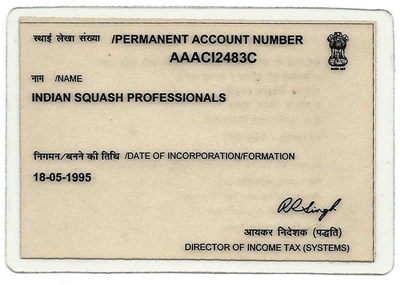 स्थाई लेखा संख्या /PERMANENT ACCOUNT NUMBER
AAACI2483C
नाम /NAME
INDIAN SQUASH PROFESSIONALS
निगमन/बनने की तिथि /DATE OF INCORPORATION/FORMATION
18-05-1995
RRSingh
आयकर निदेशक (पद्धति)
DIRECTOR OF INCOME TAX (SYSTEMS)